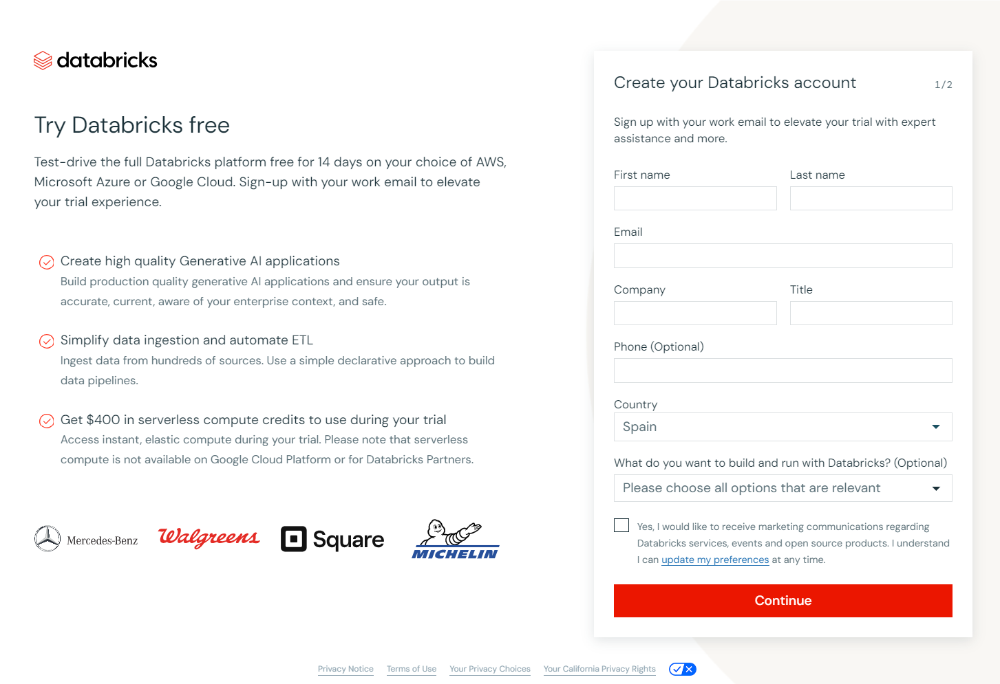 databricks
Try Databricks free
Test-drive the full Databricks platform free for 14 days on your choice of AWS,
Microsoft Azure or Google Cloud. Sign-up with your work email to elevate
your trial experience.
Create high quality Generative AI applications
Build production quality generative AI applications and ensure your output is
accurate, current, aware of your enterprise context, and safe.
Simplify data ingestion and automate ETL
Ingest data from hundreds of sources. Use a simple declarative approach to build
data pipelines.
Get $400 in serverless compute credits to use during your trial
Access instant, elastic compute during your trial. Please note that serverless
compute is not available on Google Cloud Platform or for Databricks Partners.
Mercedes-Benz
Walgreens
Square
MICHELIN
Create your Databricks account
1/2
Sign up with your work email to elevate your trial with expert
assistance and more.
First name
Last name
Email
Company
Title
Phone (Optional)
Country
Spain
What do you want to build and run with Databricks? (Optional)
Please choose all options that are relevant
Yes, I would like to receive marketing communications regarding
Databricks services, events and open source products. I understand
I can update my preferences at any time.
Continue
Privacy Notice
Terms of Use
Your Privacy Choices
Your California Privacy Rights